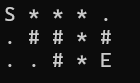 S * * * .
. # # * #
. . # * E